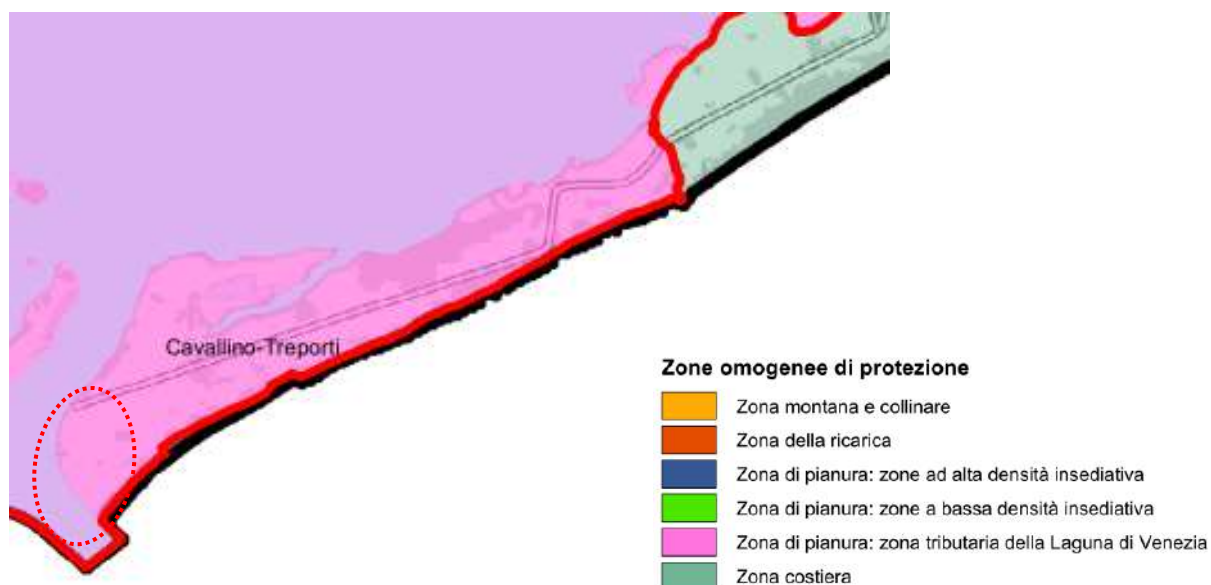 Cavallino-Treporti
Zone omogenee di protezione
Zona montana e collinare
Zona della ricarica
Zona di pianura: zone ad alta densità insediativa
Zona di pianura: zone a bassa densità insediativa
Zona di pianura: zona tributaria della Laguna di Venezia
Zona costiera